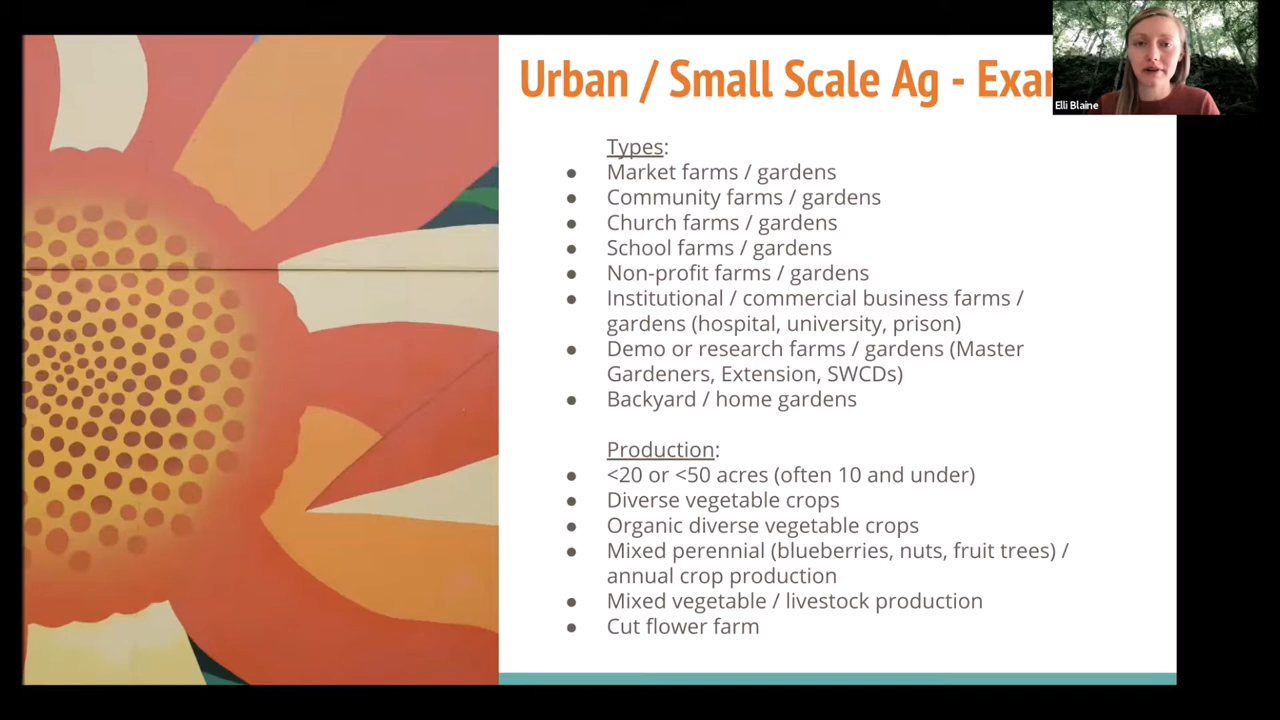 Urban / Small Scale Ag - Exa
Elli Blaine
Types:
● Market farms / gardens
● Community farms / gardens
● Church farms / gardens
● School farms / gardens
● Non-profit farms / gardens
● Institutional / commercial business farms /
gardens (hospital, university, prison)
● Demo or research farms / gardens (Master
Gardeners, Extension, SWCDs)
● Backyard / home gardens
Production:
● <20 or <50 acres (often 10 and under)
● Diverse vegetable crops
● Organic diverse vegetable crops
● Mixed perennial (blueberries, nuts, fruit trees) /
annual crop production
● Mixed vegetable / livestock production
● Cut flower farm